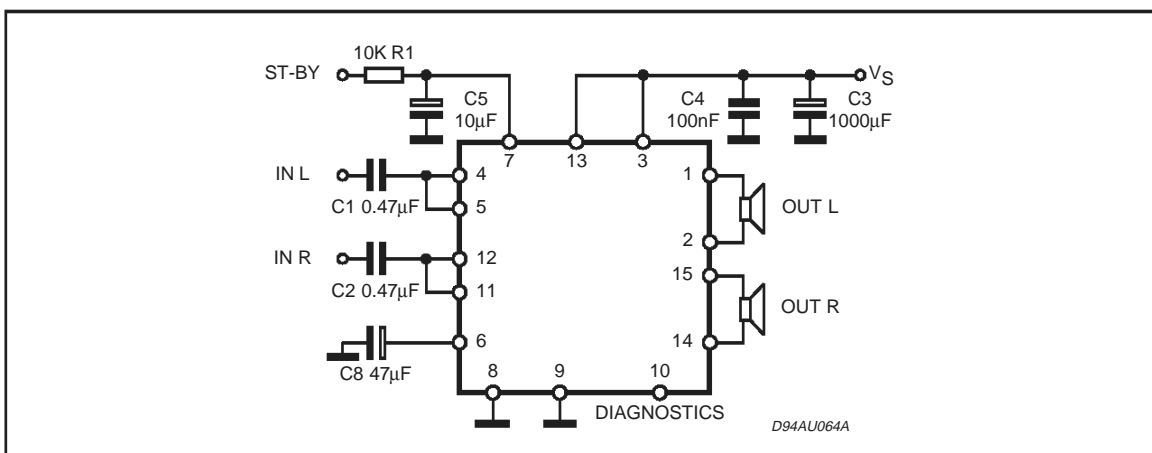 10K R1
ST-BY
C5
10µF
C4
100nF
C3
1000µF
VS
7
13
3
IN L
C1 0.47µF
4
5
1
2
OUT L
IN R
C2 0.47µF
12
11
15
14
OUT R
C8 47µF
6
8
9
10
DIAGNOSTICS
D94AU064A